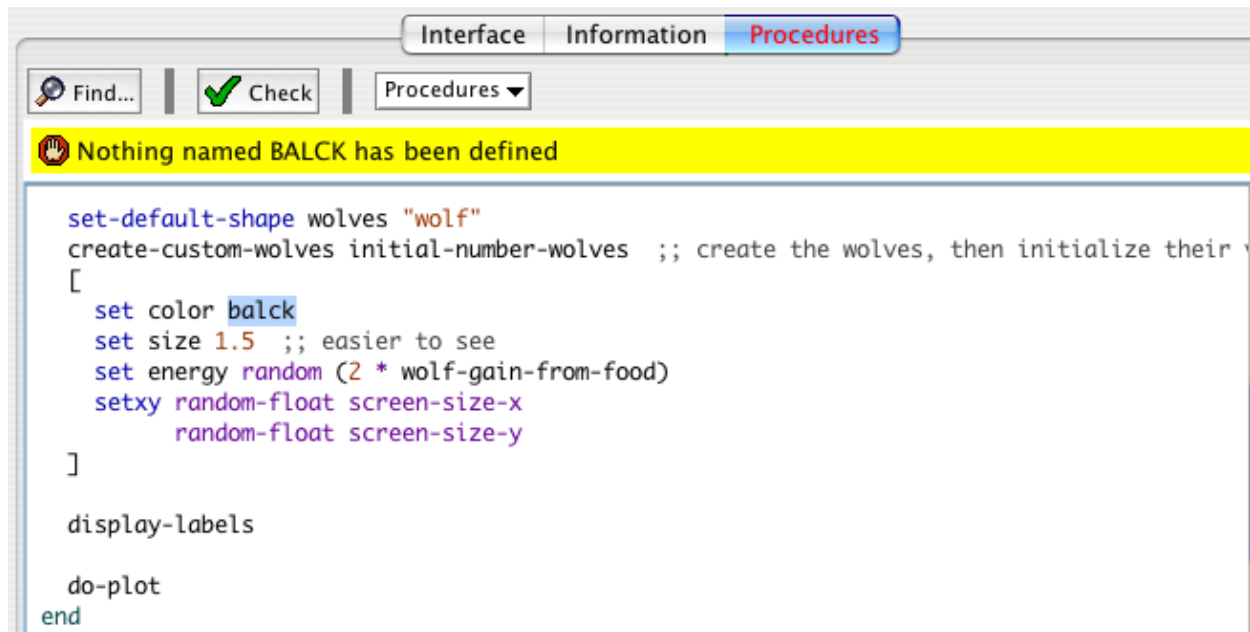 Interface Information Procedures
Find... Check Procedures
Nothing named BALCK has been defined
set-default-shape wolves "wolf"
create-custom-wolves initial-number-wolves ;; create the wolves, then initialize their
[
set color balck
set size 1.5 ;; easier to see
set energy random (2 * wolf-gain-from-food)
setxy random-float screen-size-x
random-float screen-size-y
]
display-labels
do-plot
end